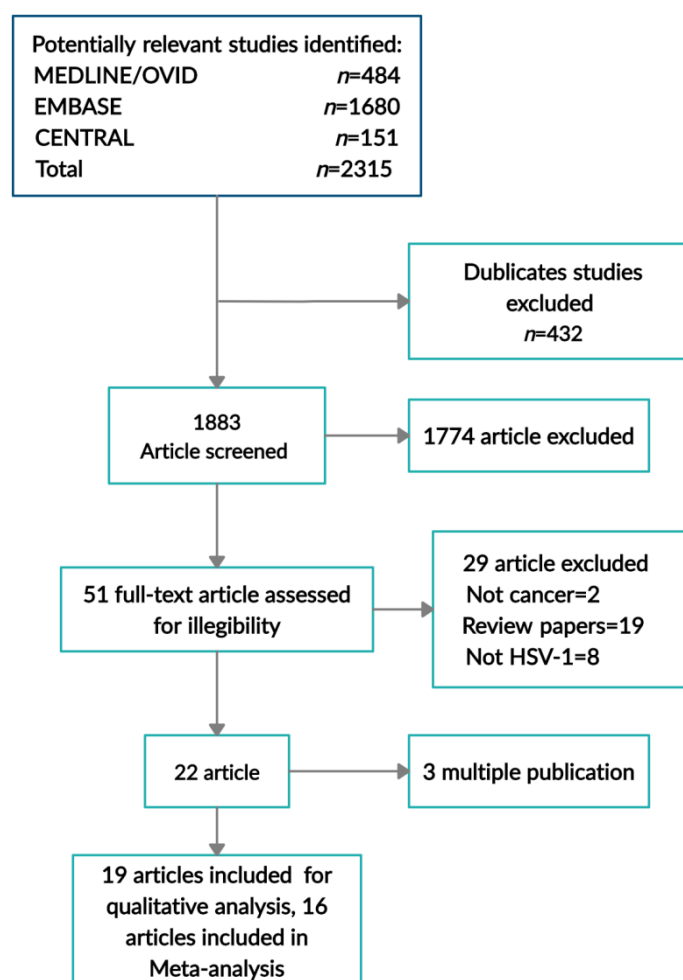 Potentially relevant studies identified:
MEDLINE/OVID n=484
EMBASE n=1680
CENTRAL n=151
Total n=2315
Dublicates studies
excluded
n=432
1883
Article screened
1774 article excluded
51 full-text article assessed
for illegibility
29 article excluded
Not cancer=2
Review papers=19
Not HSV-1=8
22 article
3 multiple publication
19 articles included for
qualitative analysis, 16
articles included in
Meta-analysis